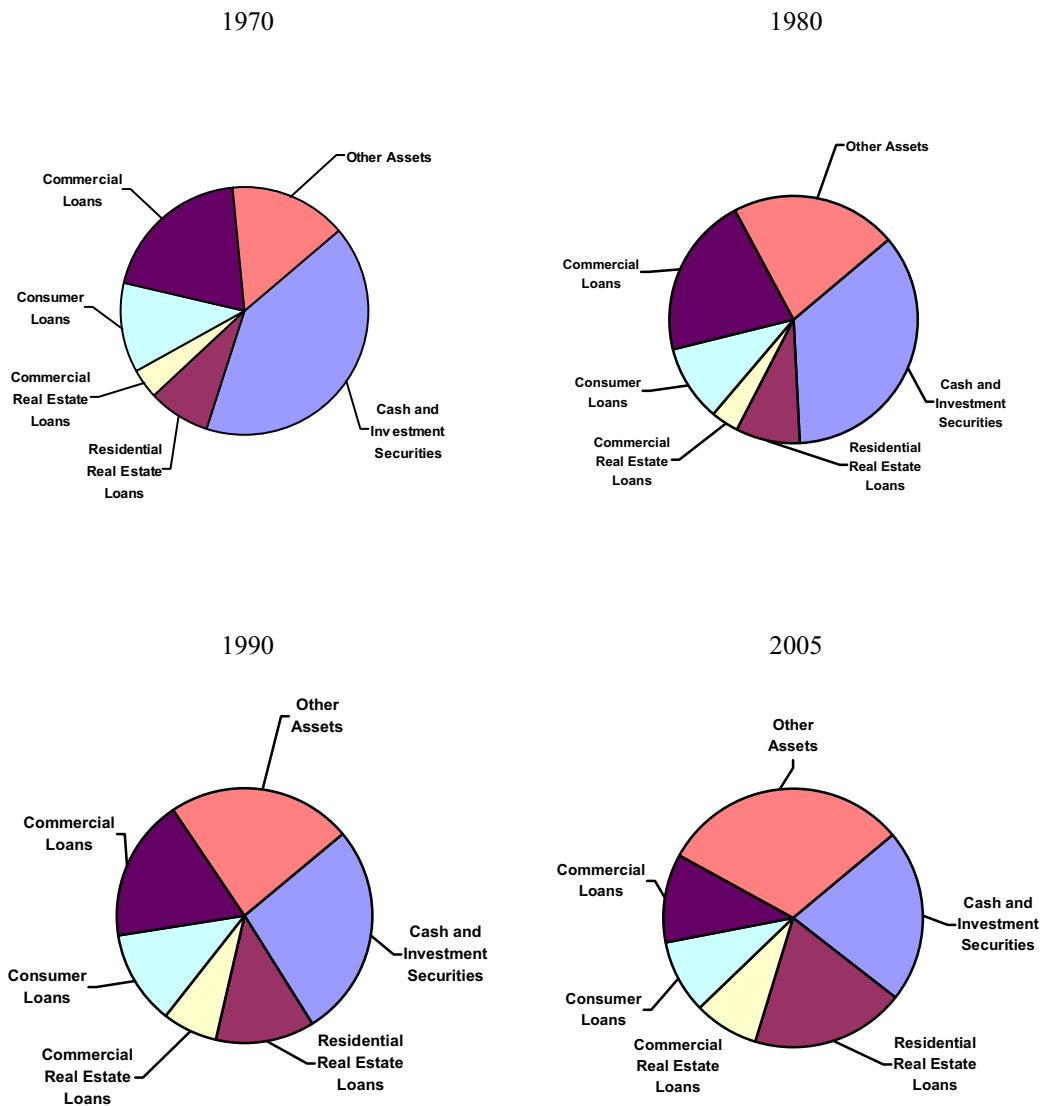 1970
Other Assets
Commercial
Loans
Consumer
Loans
Commercial
Real Estate
Loans
Residential
Real Estate
Loans
Cash and
Investment
Securities
1980
Other Assets
Commercial
Loans
Consumer
Loans
Commercial
Real Estate
Loans
Residential
Real Estate
Loans
Cash and
Investment
Securities
1990
Other
Assets
Commercial
Loans
Consumer
Loans
Commercial
Real Estate
Loans
Residential
Real Estate
Loans
Cash and
Investment
Securities
2005
Other
Assets
Commercial
Loans
Consumer
Loans
Commercial
Real Estate
Loans
Residential
Real Estate
Loans
Cash and
Investment
Securities